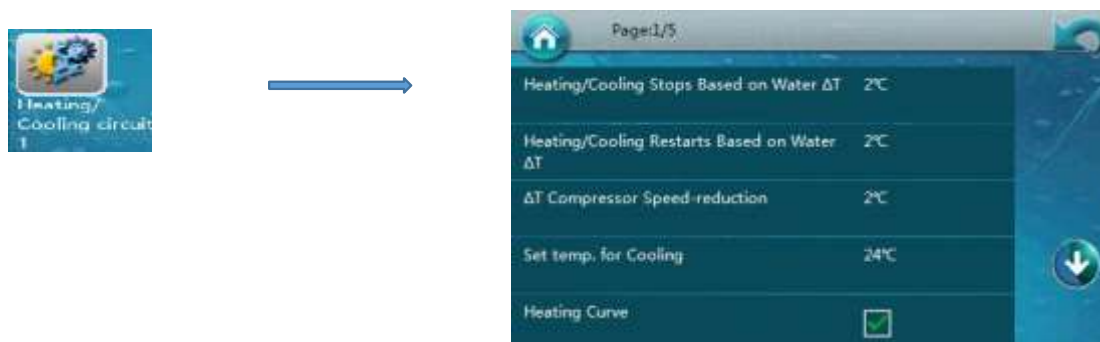 Heating/
Cooling circuit
1
Page:1/5
Heating/Cooling Stops Based on Water ΔT 2℃
Heating/Cooling Restarts Based on Water 2℃
ΔT
ΔT Compressor Speed-reduction 2℃
Set temp. for Cooling 24℃
Heating Curve